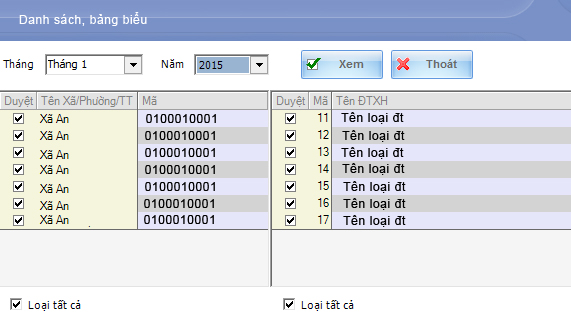 Danh sách, bảng biểu
Tháng Tháng 1 Năm 2015 Xem Thoát
Duyệt Tên Xã/Phường/TT Mã Duyệt Mã Tên ĐTXH
Xã An 0100010001 11 Tên loại đt
Xã An 0100010001 12 Tên loại đt
Xã An 0100010001 13 Tên loại đt
Xã An 0100010001 14 Tên loại đt
Xã An 0100010001 15 Tên loại đt
Xã An 0100010001 16 Tên loại đt
Xã An 0100010001 17 Tên loại đt
Loại tất cả Loại tất cả